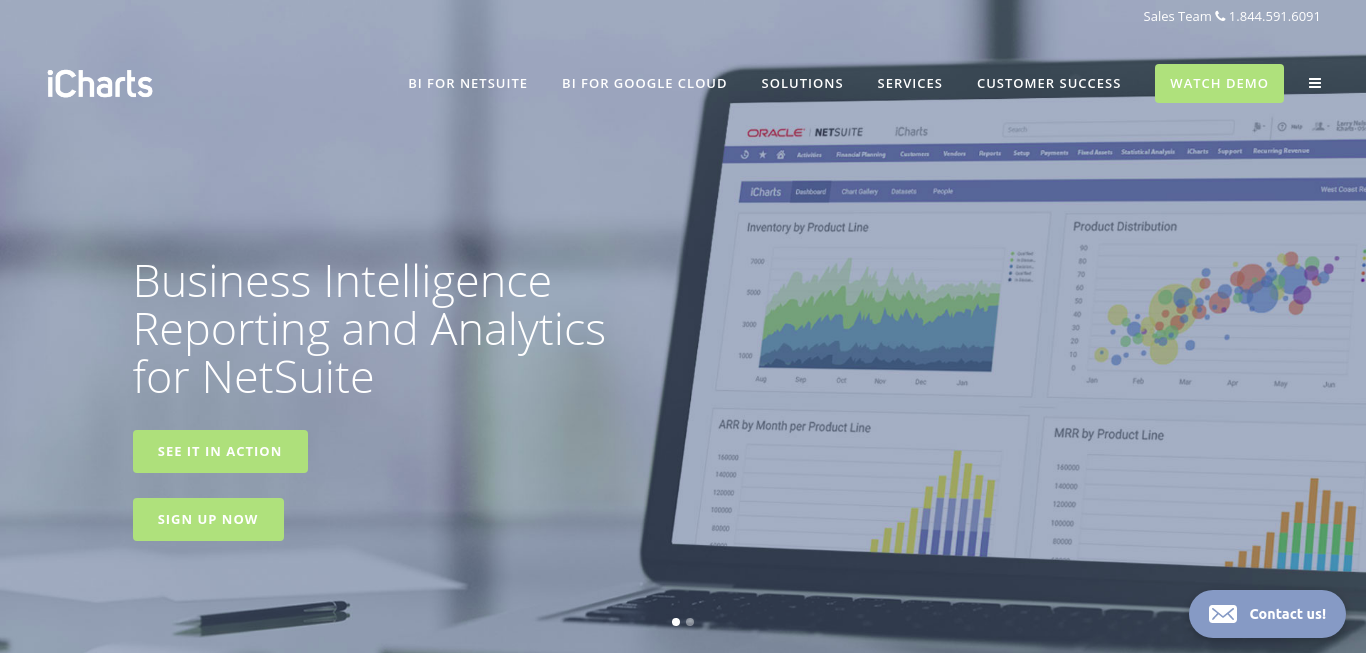 Sales Team 1.844.591.6091
iCharts
BI FOR NETSUITE
BI FOR GOOGLE CLOUD
SOLUTIONS
SERVICES
CUSTOMER SUCCESS
WATCH DEMO
ORACLE | NETSUITE iCharts
Search
Help
Activities Financial Planning Customers Vendors Reports Setup Payments Fixed Assets Statistical Analysis iCharts Support Recurring Revenue
iCharts Dashboard Chart Gallery Datasets People
West Coast
Inventory by Product Line
7000
5000
3000
1000
Aug Sep Oct Nov Dec Jan
Product Distribution
90
80
70
60
50
40
30
20
10
0
Jan Feb Mar Apr May Jun
Business Intelligence
Reporting and Analytics
for NetSuite
SEE IT IN ACTION
SIGN UP NOW
ARR by Month per Product Line
160000
140000
120000
100000
80000
MRR by Product Line
160000
140000
120000
100000
80000
60000
Contact us!